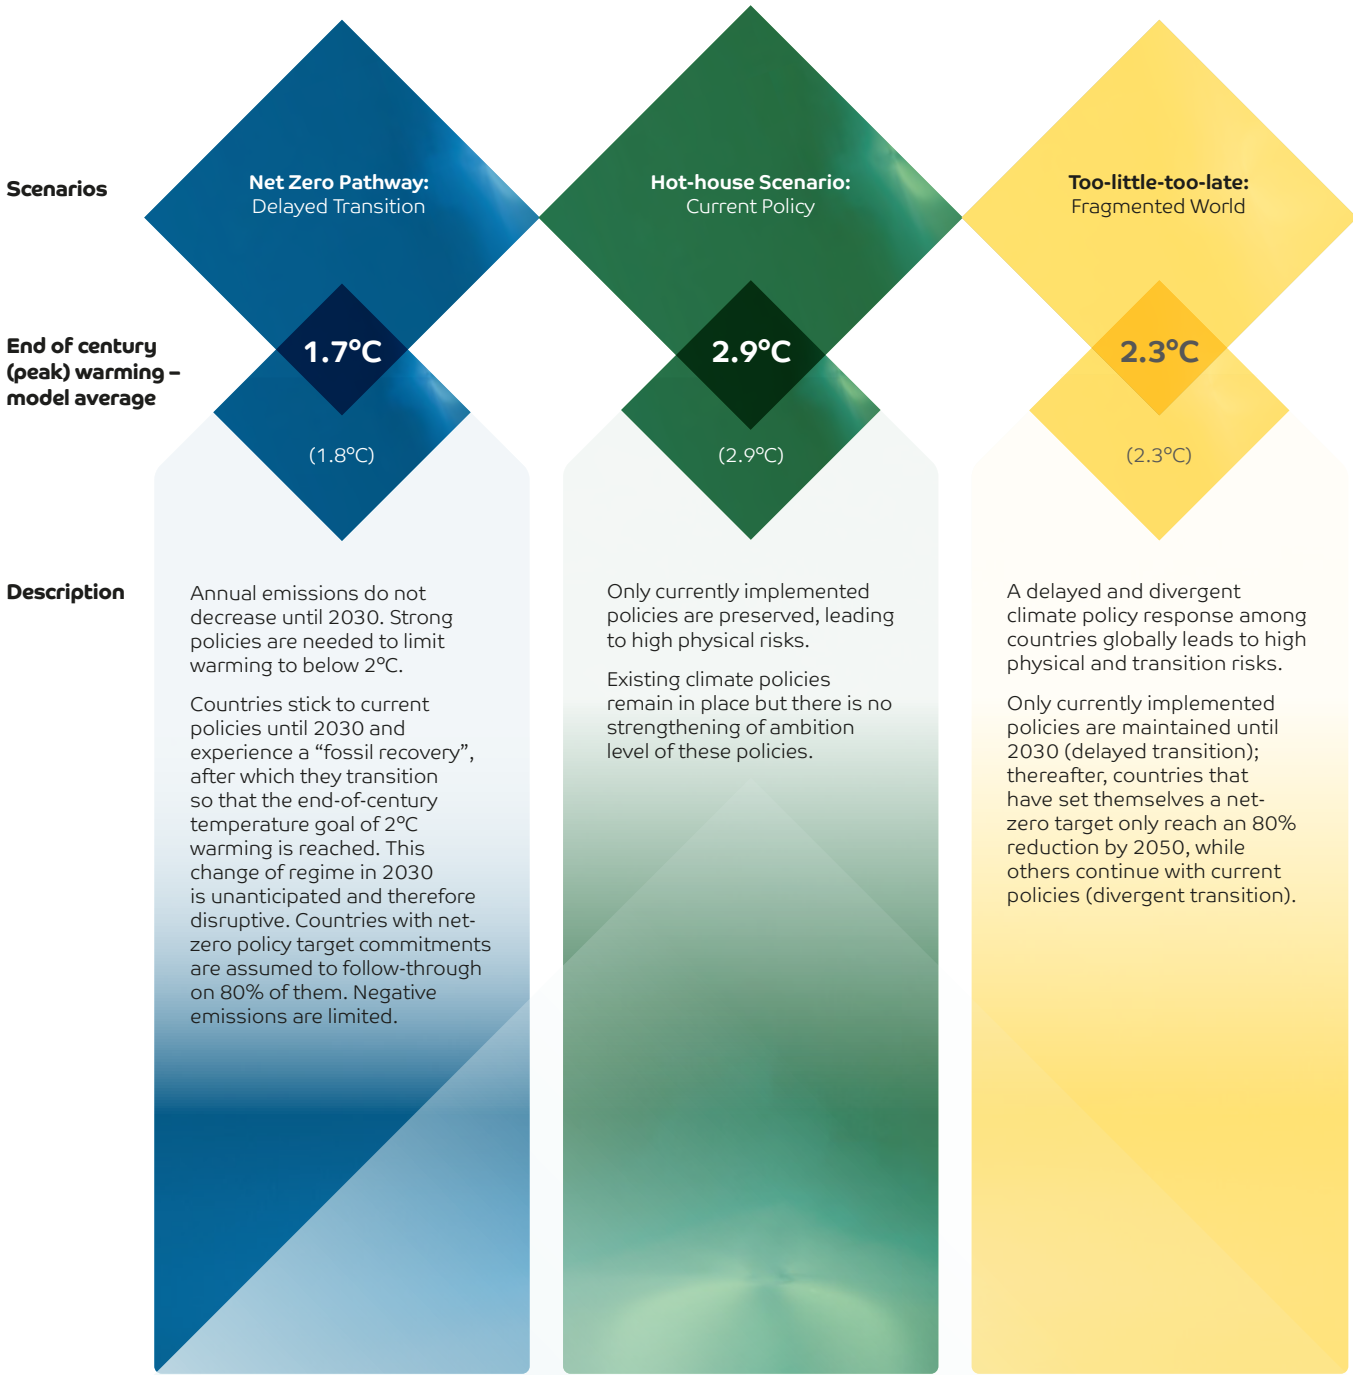 Scenarios
Net Zero Pathway:
Delayed Transition
Hot-house Scenario:
Current Policy
Too-little-too-late:
Fragmented World
End of century
(peak) warming –
model average
1.7°C
(1.8°C)
2.9°C
(2.9°C)
2.3°C
(2.3°C)
Description
Annual emissions do not
decrease until 2030. Strong
policies are needed to limit
warming to below 2°C.
Countries stick to current
policies until 2030 and
experience a “fossil recovery”,
after which they transition
so that the end-of-century
temperature goal of 2°C
warming is reached. This
change of regime in 2030
is unanticipated and therefore
disruptive. Countries with net-
zero policy target commitments
are assumed to follow-through
on 80% of them. Negative
emissions are limited.
Only currently implemented
policies are preserved, leading
to high physical risks.
Existing climate policies
remain in place but there is no
strengthening of ambition
level of these policies.
A delayed and divergent
climate policy response among
countries globally leads to high
physical and transition risks.
Only currently implemented
policies are maintained until
2030 (delayed transition);
thereafter, countries that
have set themselves a net-
zero target only reach an 80%
reduction by 2050, while
others continue with current
policies (divergent transition).